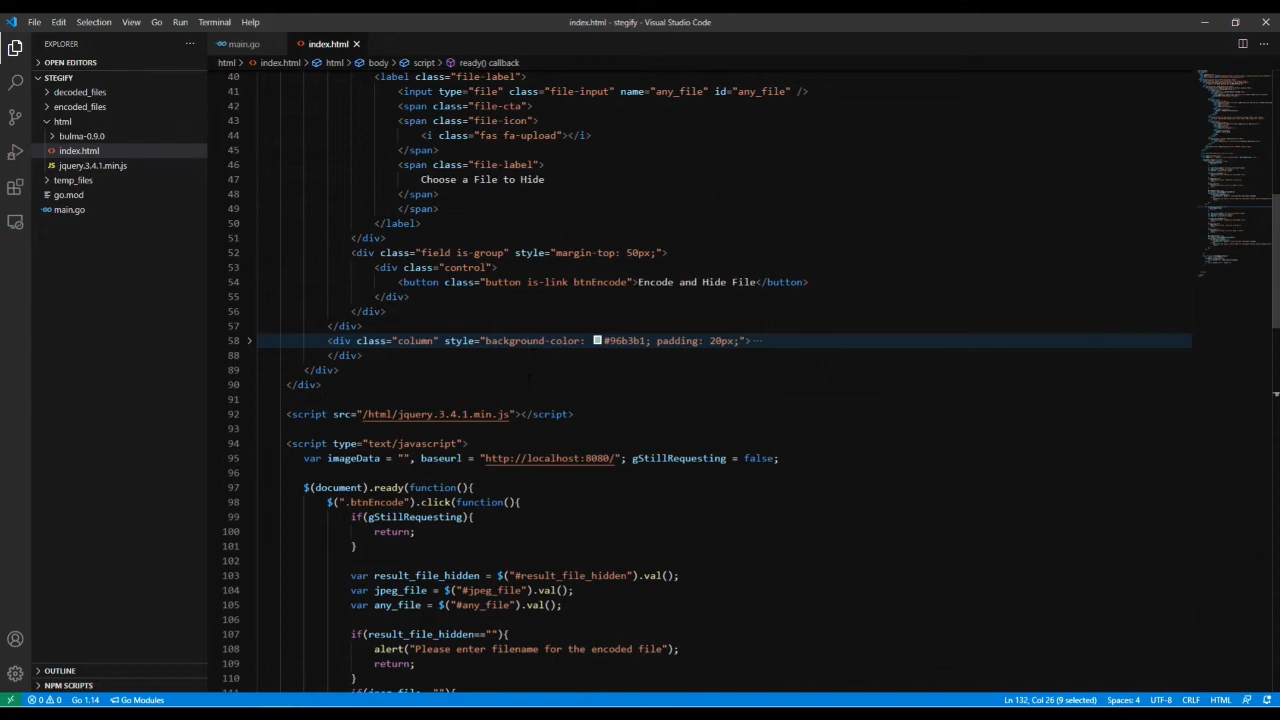 File Edit Selection View Go Run Terminal Help
index.html - stegify - Visual Studio Code
EXPLORER
main.go
index.html
OPEN EDITORS
html > index.html > html > body > script > ready() callback
STEGIFY
decoded_files
encoded_files
html
bulma-0.9.0
index.html
jquery.3.4.1.min.js
temp_files
go.mod
main.go
OUTLINE
NPM SCRIPTS
40 <label class="file-label">
41 <input type="file" class="file-input" name="any_file" id="any_file" />
42 <span class="file-cta">
43 <span class="file-icon">
44 <i class="fas fa-upload"></i>
45 </span>
46 <span class="file-label">
47 Choose a File to Hide
48 </span>
49 </span>
50 </label>
51 </div>
52 <div class="field is-group" style="margin-top: 50px;">
53 <div class="control">
54 <button class="button is-link btnEncode">Encode and Hide File</button>
55 </div>
56 </div>
57 </div>
58 <div class="column" style="background-color: #96b3b1; padding: 20px;">···
88 </div>
89 </div>
90 </div>
91
92 <script src="/html/jquery.3.4.1.min.js"></script>
93
94 <script type="text/javascript">
95 var imageData = "", baseurl = "http://localhost:8080/"; gStillRequesting = false;
96
97 $(document).ready(function(){
98 $(".btnEncode").click(function(){
99 if(gStillRequesting){
100 return;
101 }
102
103 var result_file_hidden = $("#result_file_hidden").val();
104 var jpeg_file = $("#jpeg_file").val();
105 var any_file = $("#any_file").val();
106
107 if(result_file_hidden==""){
108 alert("Please enter filename for the encoded file");
109 return;
110 }
0 0 Go 1.14 Go Modules
Ln 132, Col 26 (9 selected) Spaces: 4 UTF-8 CRLF HTML